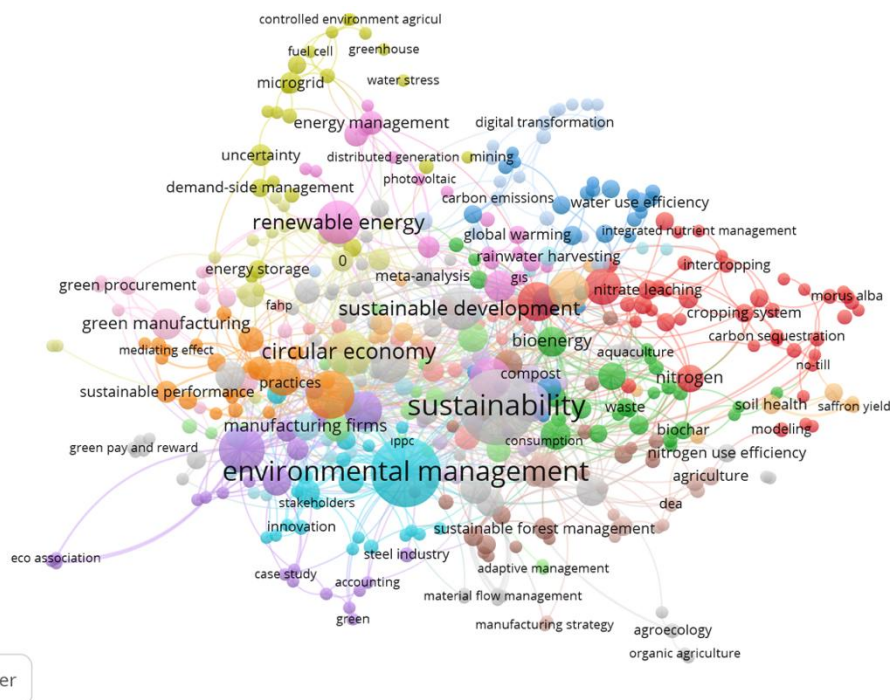 controlled environment agricul
fuel cell
greenhouse
microgrid
water stress
energy management
digital transformation
uncertainty
distributed generation
mining
photovoltaic
demand-side management
carbon emissions
water use efficiency
renewable energy
global warming
integrated nutrient management
0
rainwater harvesting
energy storage
meta-analysis
gis
intercropping
green procurement
nitrate leaching
morus alba
fahp
sustainable development
cropping system
green manufacturing
carbon sequestration
mediating effect
circular economy
bioenergy
aquaculture
no-till
compost
nitrogen
sustainable performance
practices
sustainability
waste
soil health
saffron yield
manufacturing firms
biochar
modeling
green pay and reward
ippc
consumption
nitrogen use efficiency
environmental management
agriculture
stakeholders
dea
innovation
sustainable forest management
eco association
steel industry
case study
accounting
adaptive management
material flow management
green
manufacturing strategy
agroecology
organic agriculture
er